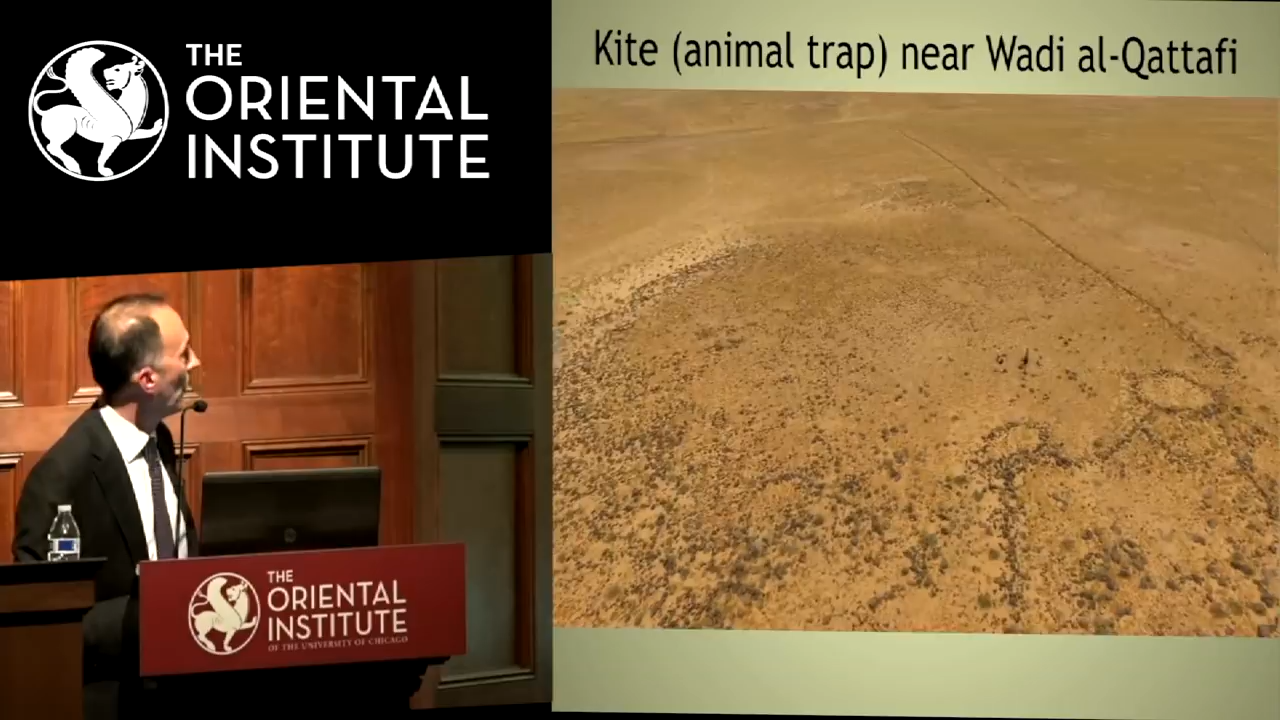 THE
ORIENTAL
INSTITUTE
Kite (animal trap) near Wadi al-Qattafi
THE
ORIENTAL
INSTITUTE
OF THE UNIVERSITY OF CHICAGO